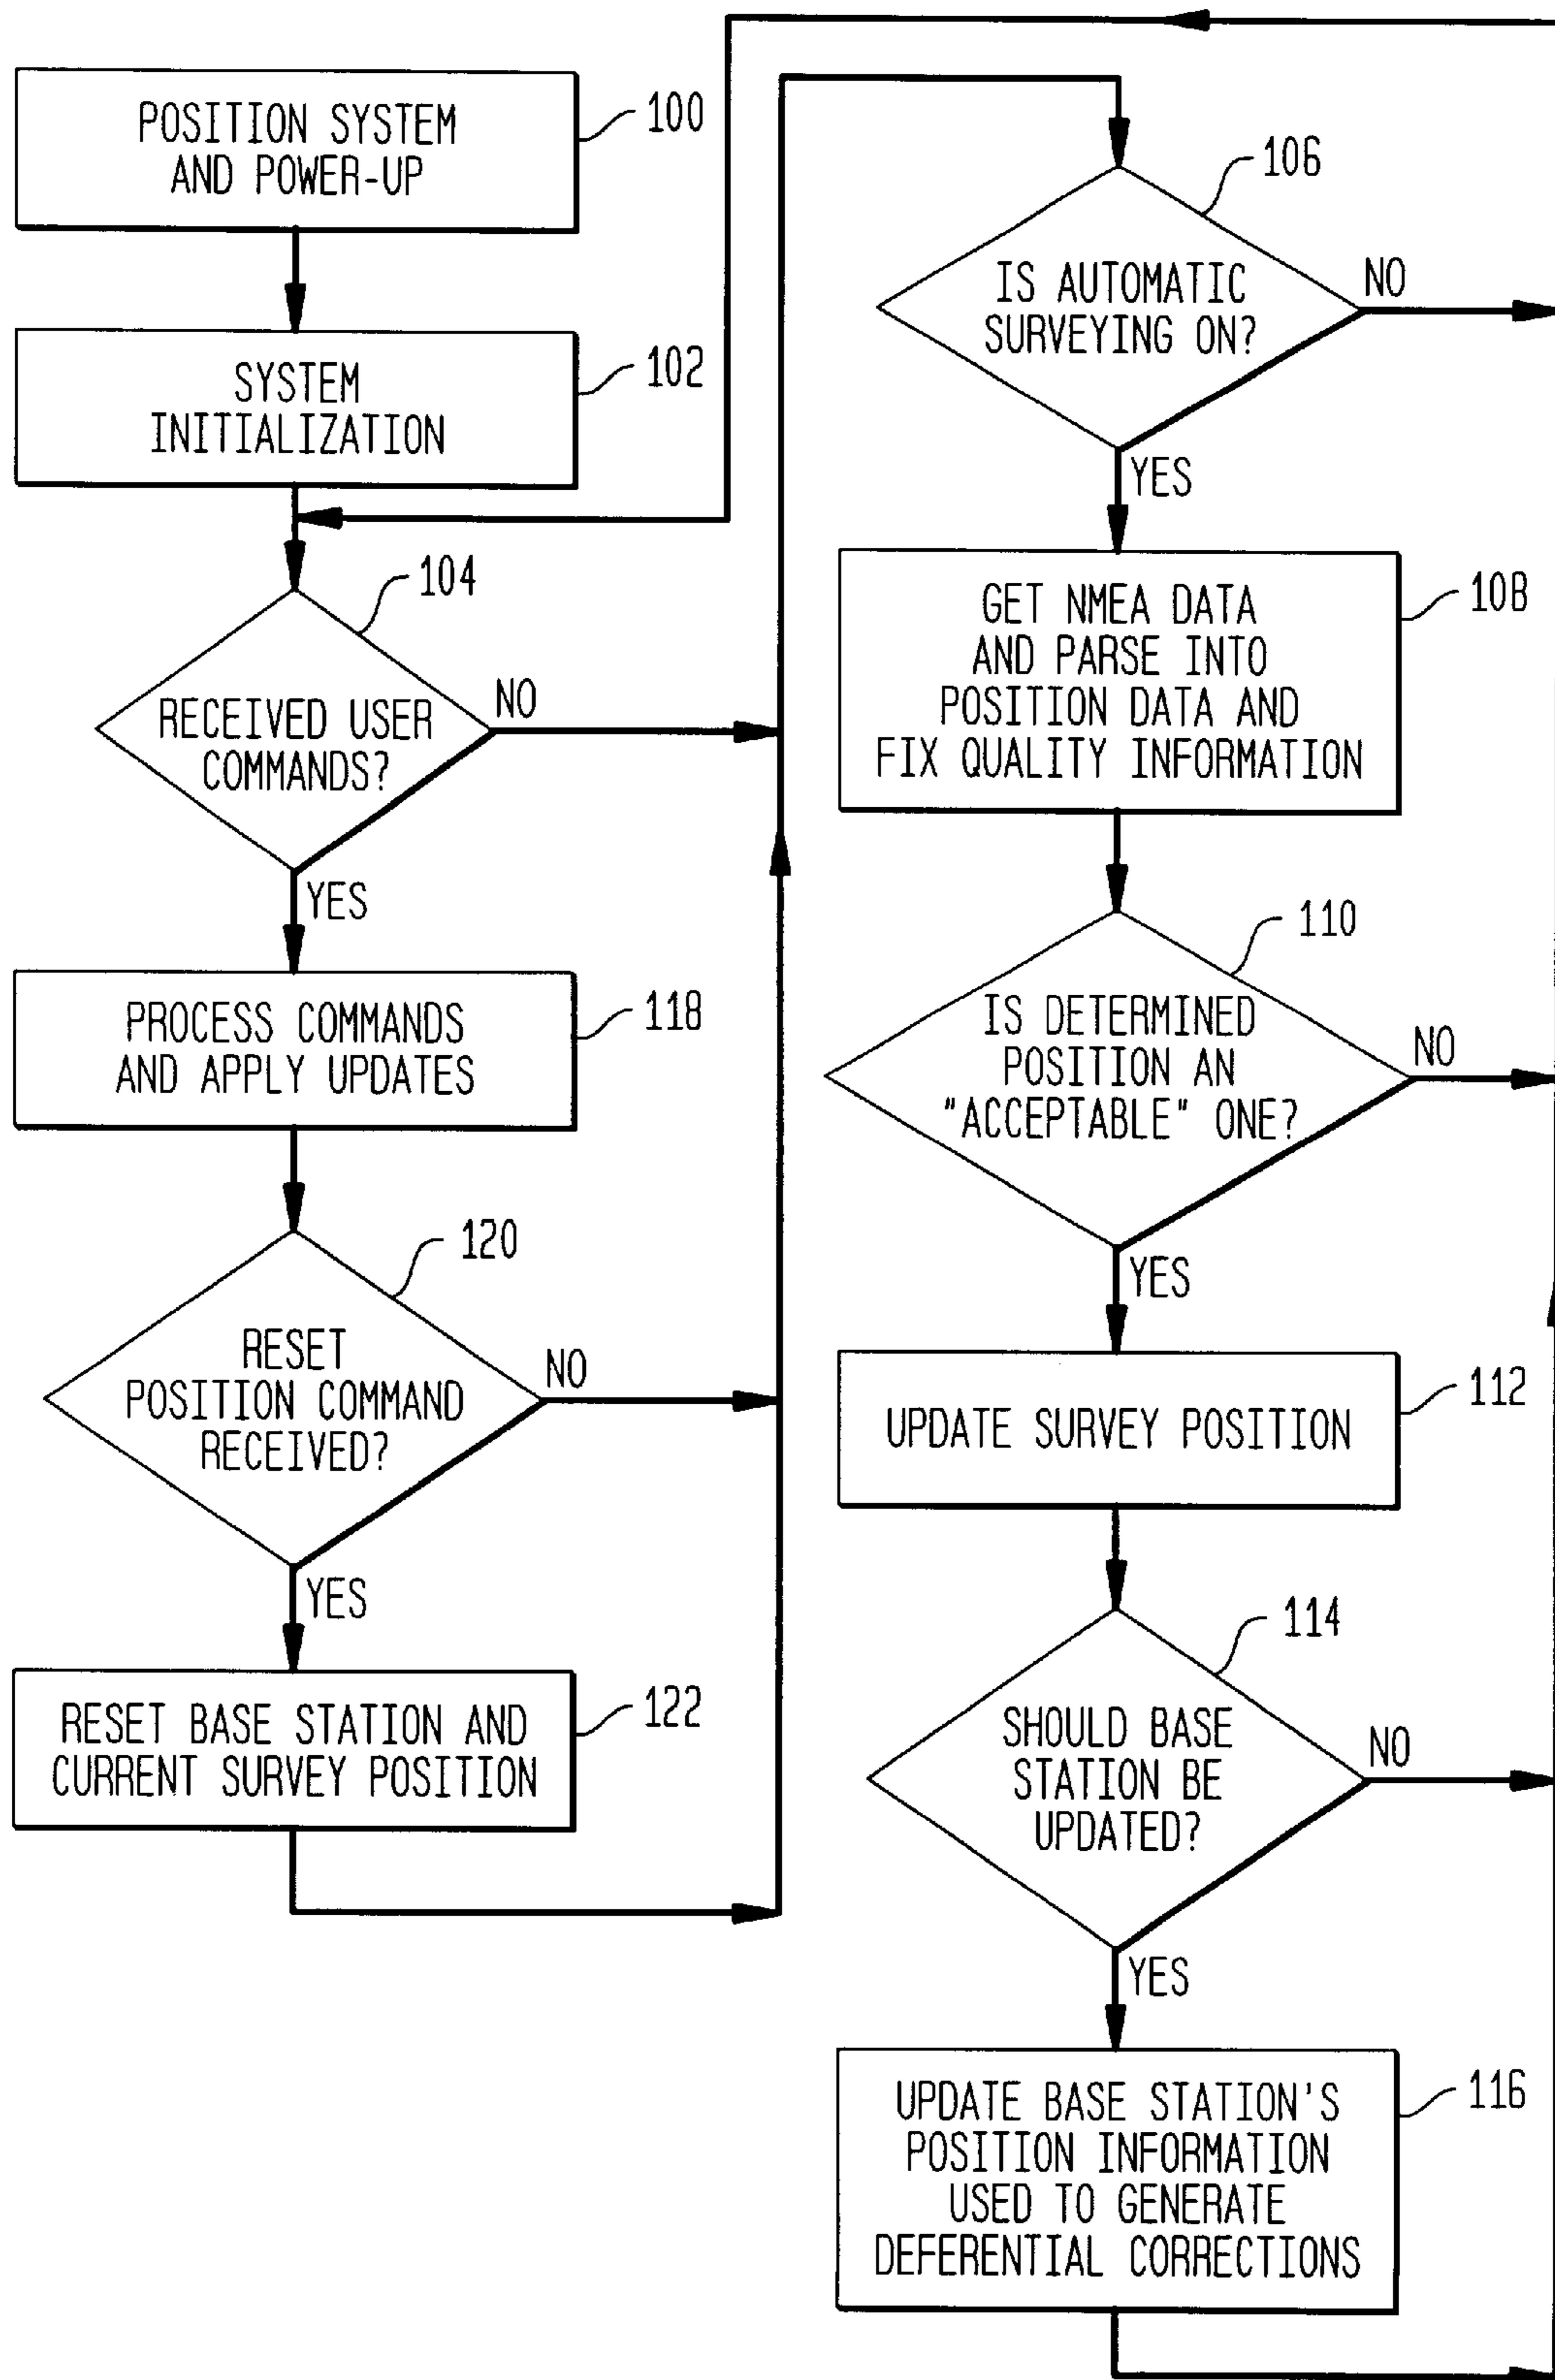 POSITION SYSTEM
AND POWER-UP
100
SYSTEM
INITIALIZATION
102
104
RECEIVED USER
COMMANDS?
NO
YES
PROCESS COMMANDS
AND APPLY UPDATES
118
120
RESET
POSITION COMMAND
RECEIVED?
NO
YES
RESET BASE STATION AND
CURRENT SURVEY POSITION
122
106
IS AUTOMATIC
SURVEYING ON?
NO
YES
GET NMEA DATA
AND PARSE INTO
POSITION DATA AND
FIX QUALITY INFORMATION
108
110
IS DETERMINED
POSITION AN
"ACCEPTABLE" ONE?
NO
YES
UPDATE SURVEY POSITION
112
114
SHOULD BASE
STATION BE
UPDATED?
NO
YES
UPDATE BASE STATION'S
POSITION INFORMATION
USED TO GENERATE
DEFERENTIAL CORRECTIONS
116